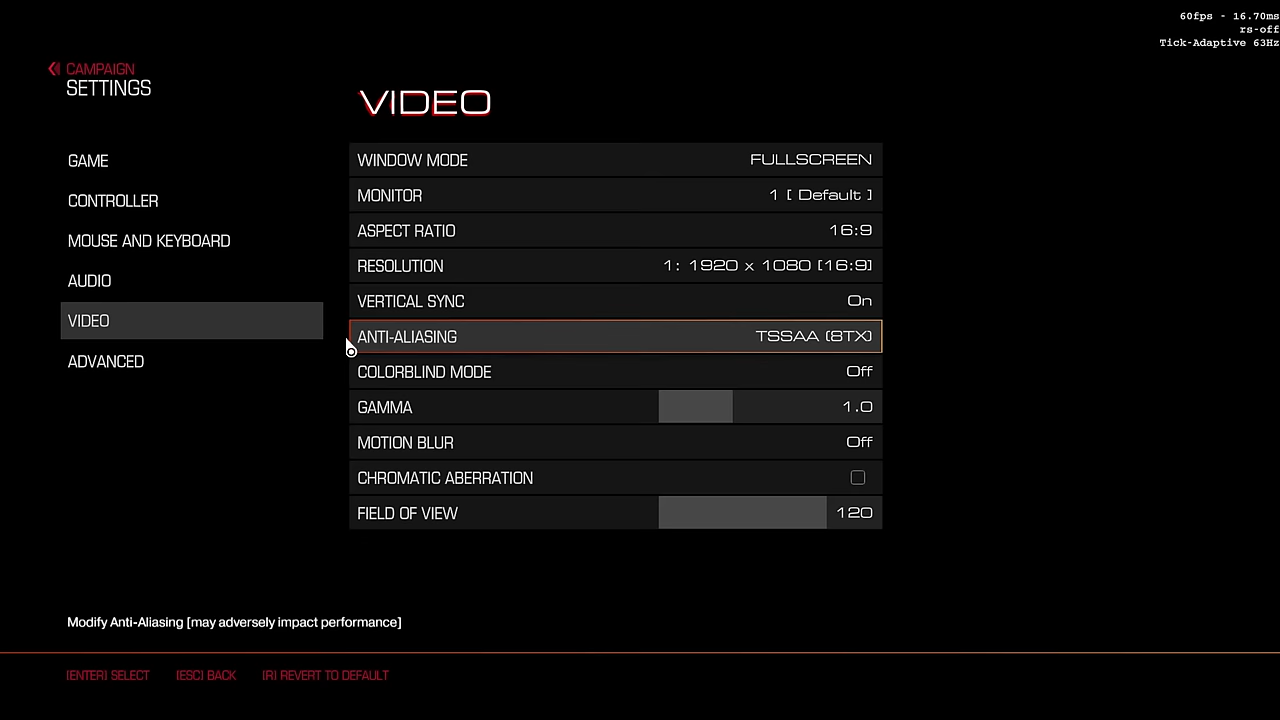 60fps - 16.70ms
rs-off
Tick-Adaptive 63Hz
CAMPAIGN
SETTINGS
VIDEO
GAME
CONTROLLER
MOUSE AND KEYBOARD
AUDIO
VIDEO
ADVANCED
WINDOW MODE FULLSCREEN
MONITOR 1 [ Default ]
ASPECT RATIO 16:9
RESOLUTION 1: 1920 x 1080 [16:9]
VERTICAL SYNC On
ANTI-ALIASING TSSAA (8TX)
COLORBLIND MODE Off
GAMMA 1.0
MOTION BLUR Off
CHROMATIC ABERRATION
FIELD OF VIEW 120
Modify Anti-Aliasing [may adversely impact performance]
[ENTER] SELECT [ESC] BACK [R] REVERT TO DEFAULT